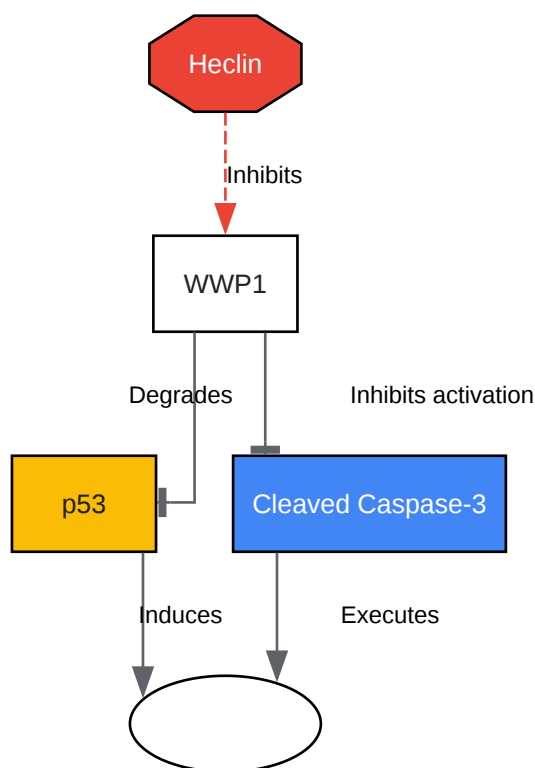 Heclin
Inhibits
WWP1
Degrades
Inhibits activation
p53
Cleaved Caspase-3
Induces
Executes